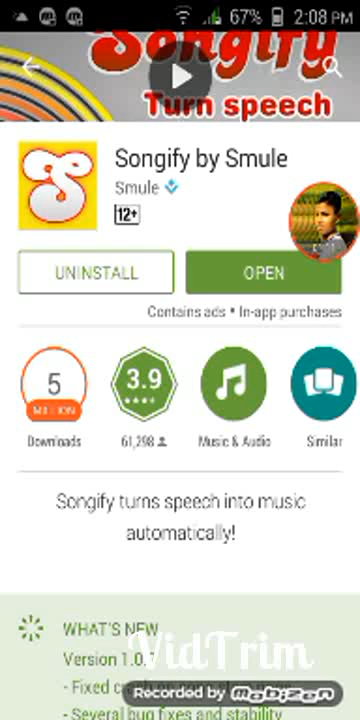 67% 2:08 PM
Songify
Turn speech
Songify by Smule
Smule
12+
UNINSTALL
OPEN
Contains ads • In-app purchases
5
MILLION
3.9
Downloads
61,298
Music & Audio
Similar
Songify turns speech into music
automatically!
WHAT'S NEW
VidTrim
Version 1.0.
- Fixed
Recorded by mobizen
- Several bug fixes and stability